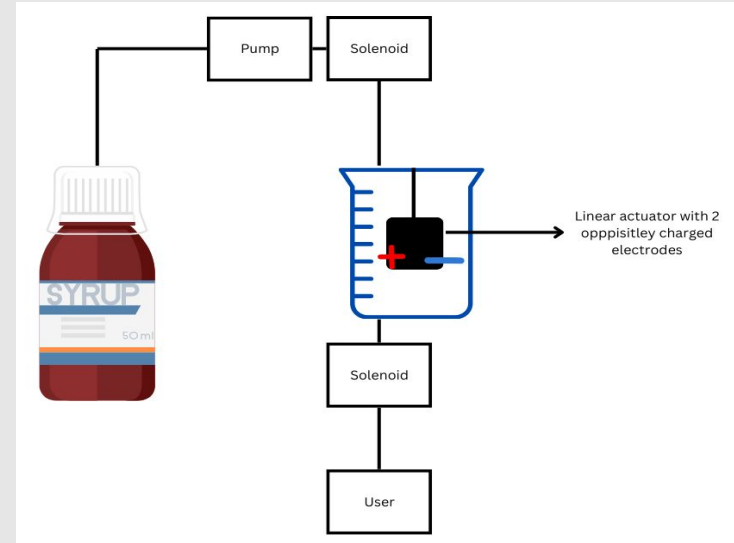 Pump
Solenoid
Linear actuator with 2
opppisitley charged
electrodes
SYRUP
50 ml
Solenoid
User